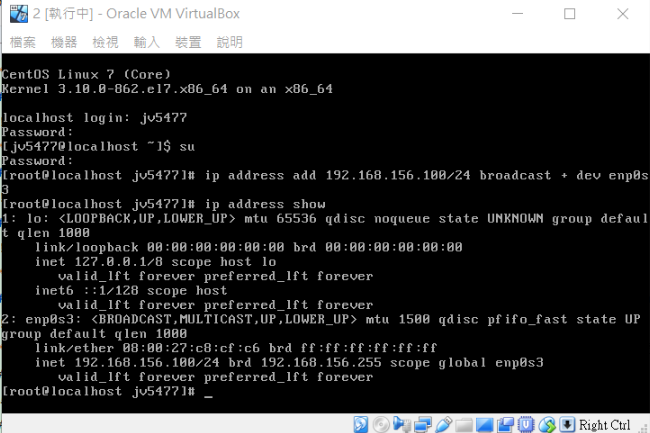 2 [執行中] - Oracle VM VirtualBox
檔案 機器 檢視 輸入 裝置 說明
CentOS Linux 7 (Core)
Kernel 3.10.0-862.el7.x86_64 on an x86_64
localhost login: jv5477
Password:
[jv5477@localhost ~]$ su
Password:
[root@localhost jv5477]# ip address add 192.168.156.100/24 broadcast + dev enp0s
3
[root@localhost jv5477]# ip address show
1: lo: <LOOPBACK,UP,LOWER_UP> mtu 65536 qdisc noqueue state UNKNOWN group defaul
t qlen 1000
    link/loopback 00:00:00:00:00:00 brd 00:00:00:00:00:00
    inet 127.0.0.1/8 scope host lo
       valid_lft forever preferred_lft forever
    inet6 ::1/128 scope host
       valid_lft forever preferred_lft forever
2: enp0s3: <BROADCAST,MULTICAST,UP,LOWER_UP> mtu 1500 qdisc pfifo_fast state UP
group default qlen 1000
    link/ether 08:00:27:c8:cf:c6 brd ff:ff:ff:ff:ff:ff
    inet 192.168.156.100/24 brd 192.168.156.255 scope global enp0s3
       valid_lft forever preferred_lft forever
[root@localhost jv5477]# _
Right Ctrl